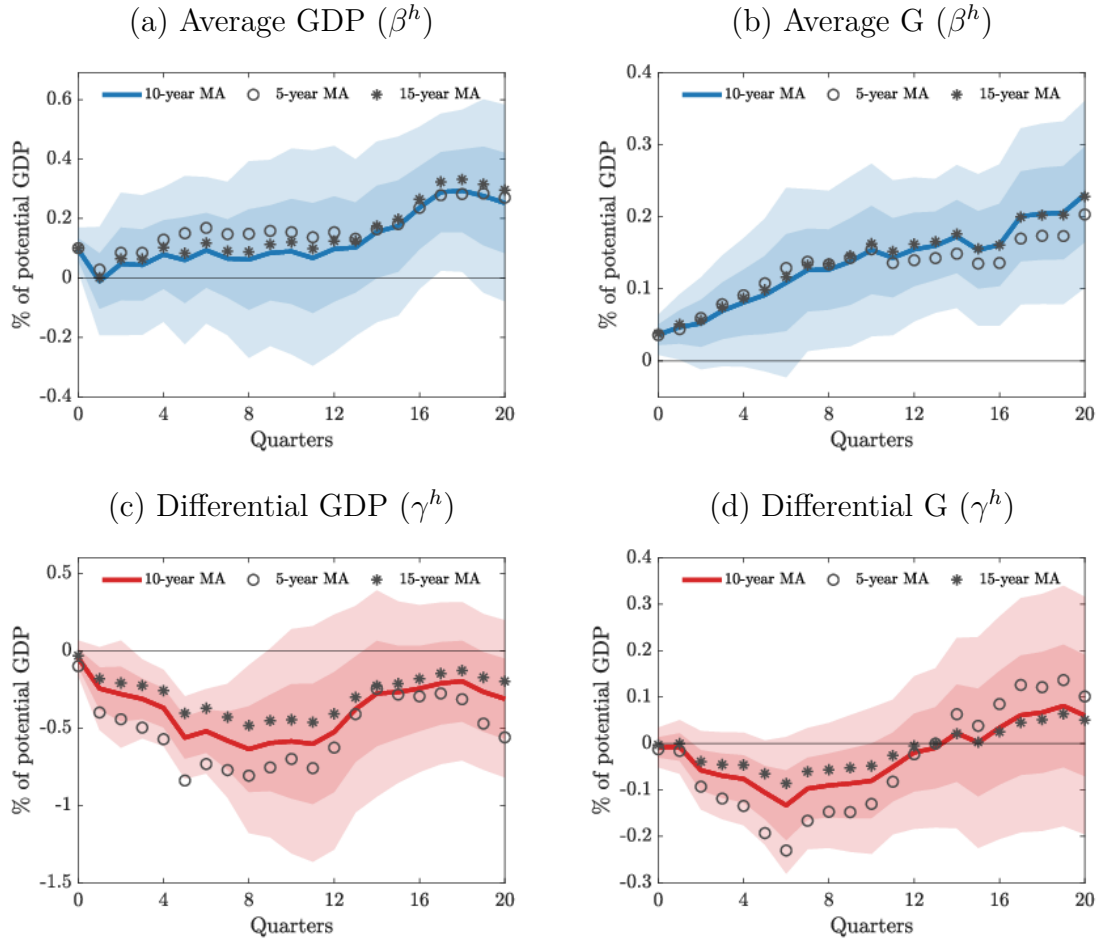 (a) Average GDP (β^h)
10-year MA 5-year MA 15-year MA
% of potential GDP
0.6
0.4
0.2
0
-0.2
-0.4
0 4 8 12 16 20
Quarters
(b) Average G (β^h)
10-year MA 5-year MA 15-year MA
% of potential GDP
0.4
0.3
0.2
0.1
0
0 4 8 12 16 20
Quarters
(c) Differential GDP (γ^h)
10-year MA 5-year MA 15-year MA
% of potential GDP
0.5
0
-0.5
-1
-1.5
0 4 8 12 16 20
Quarters
(d) Differential G (γ^h)
10-year MA 5-year MA 15-year MA
% of potential GDP
0.4
0.3
0.2
0.1
0
-0.1
-0.2
-0.3
0 4 8 12 16 20
Quarters